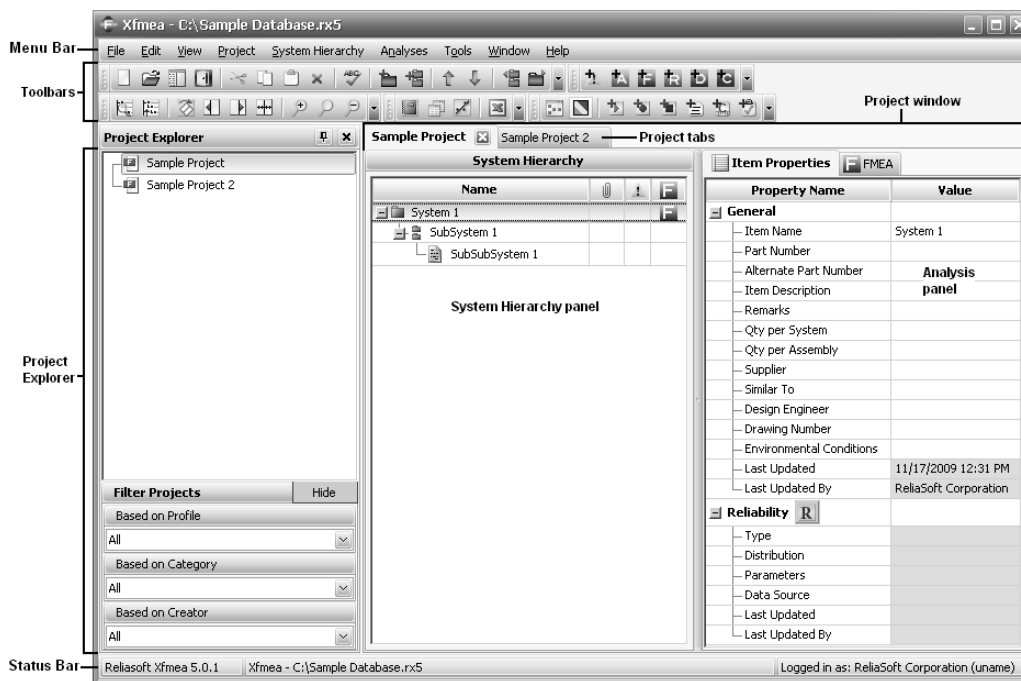 Xfmea - C:\Sample Database.rx5
Menu Bar
File Edit View Project System Hierarchy Analyses Tools Window Help
Toolbars
ABC
Project window
Project Explorer
Sample Project
Sample Project 2
Project tabs
Sample Project
Sample Project 2
System Hierarchy
Name
F
System 1
F
SubSystem 1
SubSubSystem 1
System Hierarchy panel
Item Properties
F FMEA
Property Name Value
General
Item Name System 1
Part Number
Alternate Part Number
Item Description
Remarks
Qty per System
Qty per Assembly
Supplier
Similar To
Design Engineer
Drawing Number
Environmental Conditions
Last Updated 11/17/2009 12:31 PM
Last Updated By ReliaSoft Corporation
Reliability R
Type
Distribution
Parameters
Data Source
Last Updated
Last Updated By
Analysis
panel
Project
Explorer
Filter Projects Hide
Based on Profile
All
Based on Category
All
Based on Creator
All
Status Bar
Reliasoft Xfmea 5.0.1 Xfmea - C:\Sample Database.rx5 Logged in as: ReliaSoft Corporation (uname)